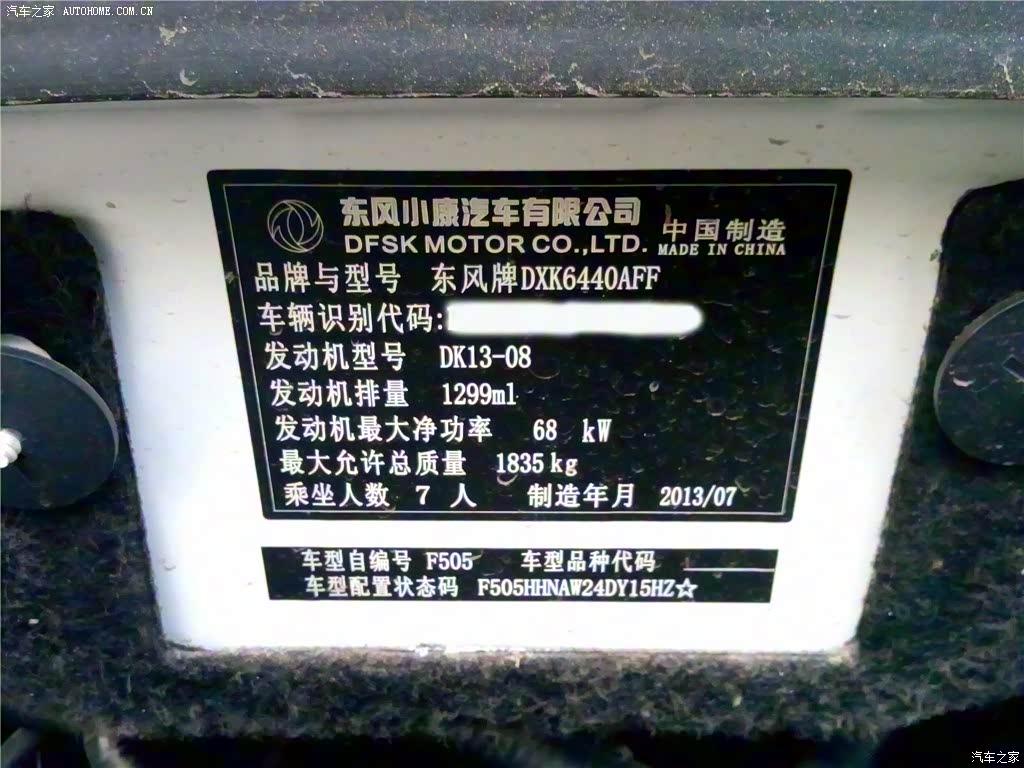 汽车之家 AUTOHOME.COM.CN
东风小康汽车有限公司
DFSK MOTOR CO.,LTD.
中国制造
MADE IN CHINA
品牌与型号 东风牌DXK6440AFF
车辆识别代码:
发动机型号 DK13-08
发动机排量 1299ml
发动机最大净功率 68 kW
最大允许总质量 1835kg
乘坐人数 7 人 制造年月 2013/07
车型自编号 F505 车型品种代码
车型配置状态码 F505HHNAW24DY15HZ☆
汽车之家